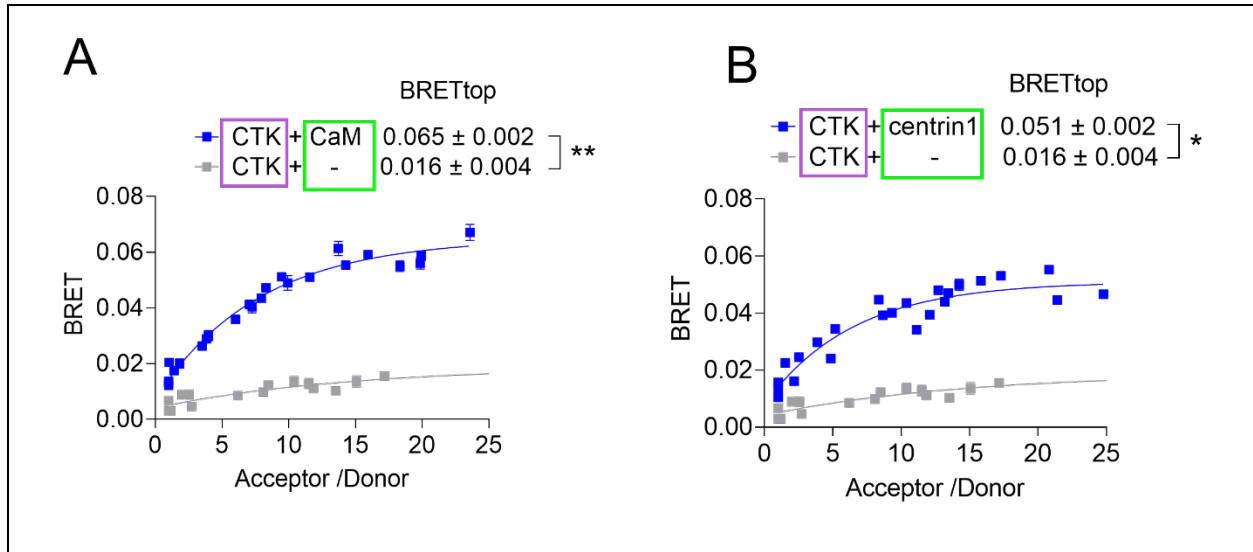 A
BRETtop
CTK + CaM 0.065 ± 0.002
CTK + - 0.016 ± 0.004
**
0.08
0.06
0.04
0.02
0.00
BRET
0 5 10 15 20 25
Acceptor /Donor
B
BRETtop
CTK + centrin1 0.051 ± 0.002
CTK + - 0.016 ± 0.004
*
0.08
0.06
0.04
0.02
0.00
BRET
0 5 10 15 20 25
Acceptor /Donor